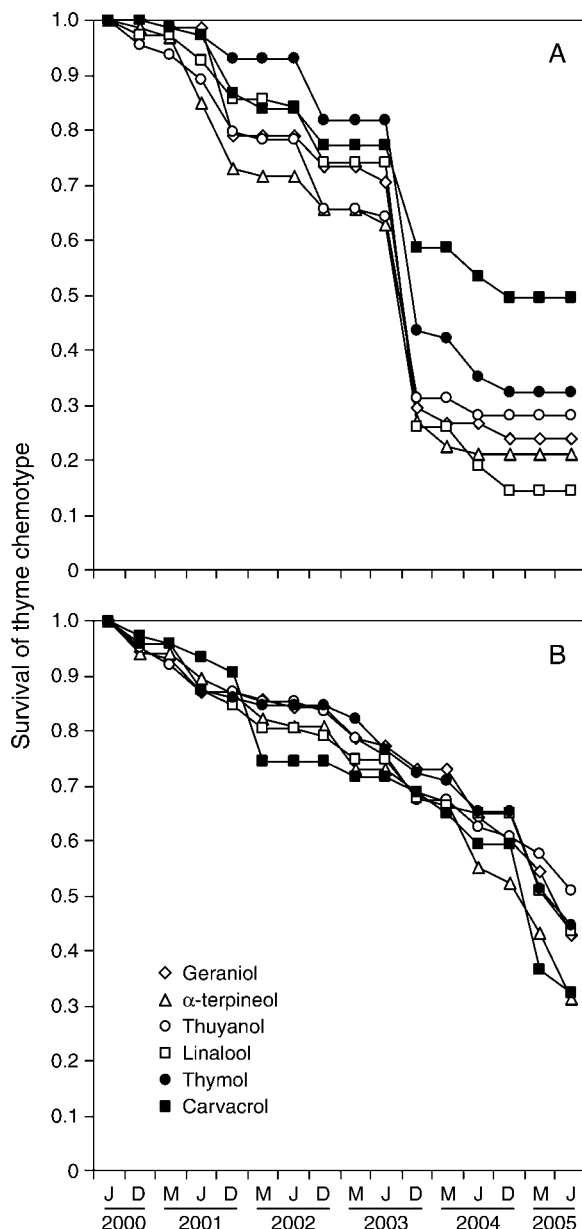 1.0
A
0.9
0.8
0.7
0.6
0.5
0.4
0.3
0.2
0.1
0
Survival of thyme chemotype
1.0
B
0.9
0.8
0.7
0.6
0.5
0.4
0.3
0.2
0.1
0
Geraniol
α-terpineol
Thuyanol
Linalool
Thymol
Carvacrol
J D M J D M J D M J D M J D M J
2000 2001 2002 2003 2004 2005